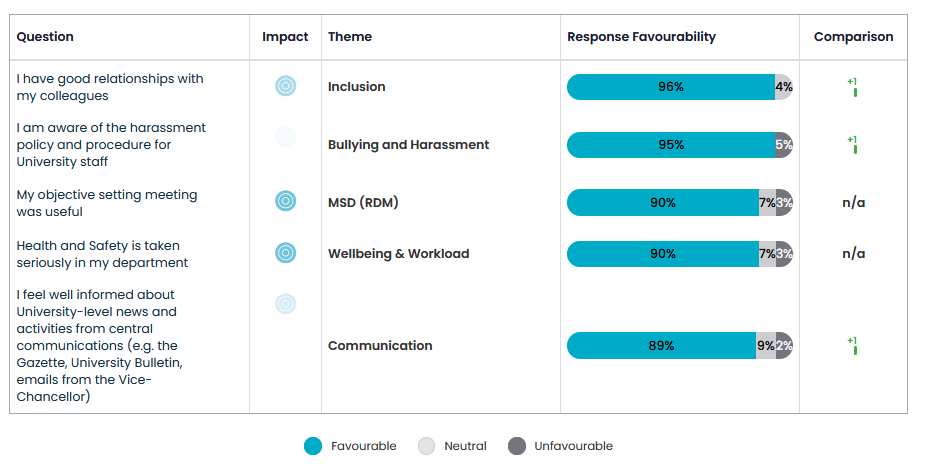 Question Impact Theme Response Favourability Comparison
I have good relationships with
my colleagues
Inclusion
96% 4%
+1
I am aware of the harassment
policy and procedure for
University staff
Bullying and Harassment
95% 5%
+1
My objective setting meeting
was useful
MSD (RDM)
90% 7% 3%
n/a
Health and Safety is taken
seriously in my department
Wellbeing & Workload
90% 7% 3%
n/a
I feel well informed about
University-level news and
activities from central
communications (e.g. the
Gazette, University Bulletin,
emails from the Vice-
Chancellor)
Communication
89% 9% 2%
+1
Favourable Neutral Unfavourable